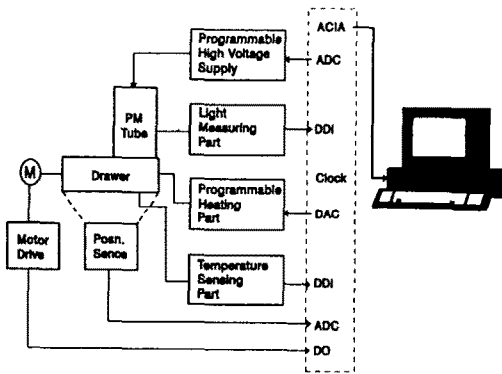 Programmable
High Voltage
Supply
ACIA
ADC
PM
Tube
Light
Measuring
Part
DDI
M
Drawer
Clock
Programmable
Heating
Part
DAC
Motor
Drive
Posn.
Sence
Temperature
Sensing
Part
DDI
ADC
DO